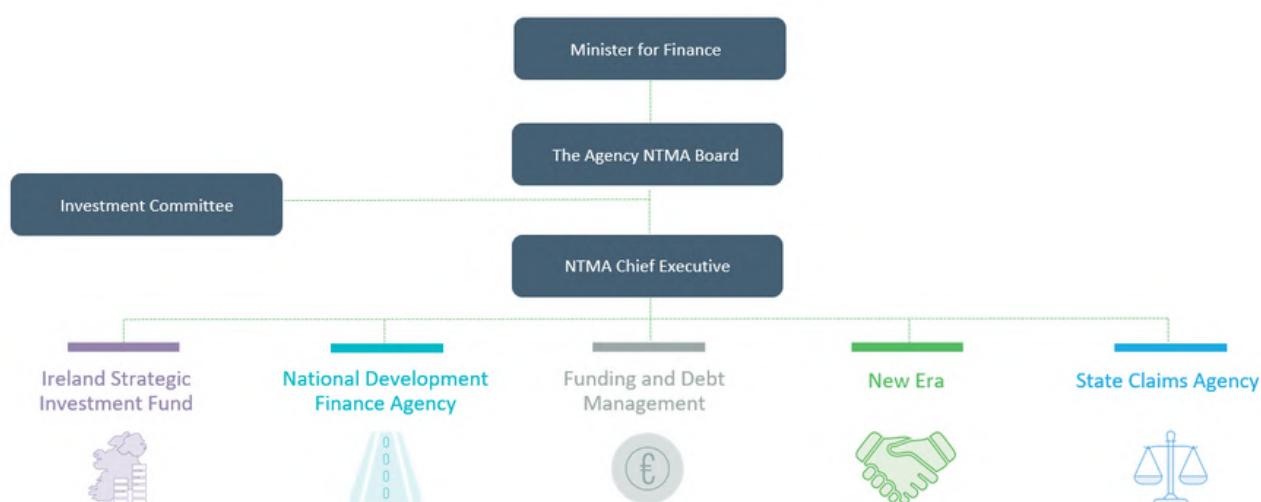 Minister for Finance
The Agency NTMA Board
Investment Committee
NTMA Chief Executive
Ireland Strategic
Investment Fund
National Development
Finance Agency
Funding and Debt
Management
New Era
State Claims Agency
€